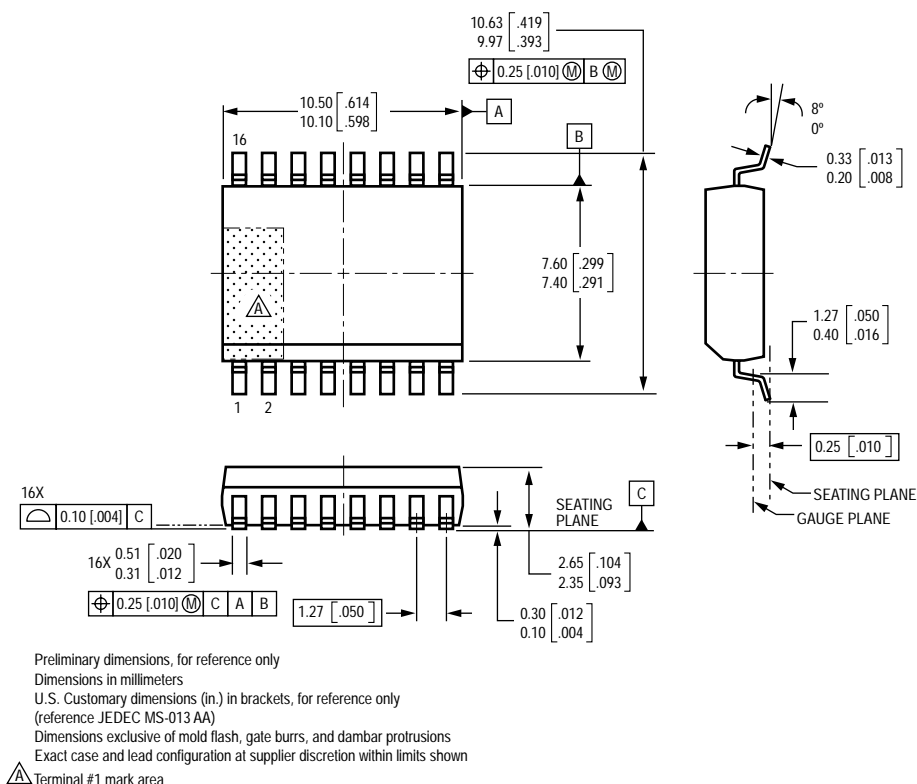 10.63 [.419]
9.97 [.393]
⌖ 0.25 [.010] Ⓜ B Ⓜ
10.50 [.614]
10.10 [.598]
A
16
B
8º
0º
0.33 [.013]
0.20 [.008]
7.60 [.299]
7.40 [.291]
A
1.27 [.050]
0.40 [.016]
1 2
0.25 [.010]
SEATING PLANE
GAUGE PLANE
16X
⌓ 0.10 [.004] C
SEATING
PLANE
C
16X 0.51 [.020]
0.31 [.012]
⌖ 0.25 [.010] Ⓜ C A B
1.27 [.050]
2.65 [.104]
2.35 [.093]
0.30 [.012]
0.10 [.004]
Preliminary dimensions, for reference only
Dimensions in millimeters
U.S. Customary dimensions (in.) in brackets, for reference only
(reference JEDEC MS-013 AA)
Dimensions exclusive of mold flash, gate burrs, and dambar protrusions
Exact case and lead configuration at supplier discretion within limits shown
A Terminal #1 mark area